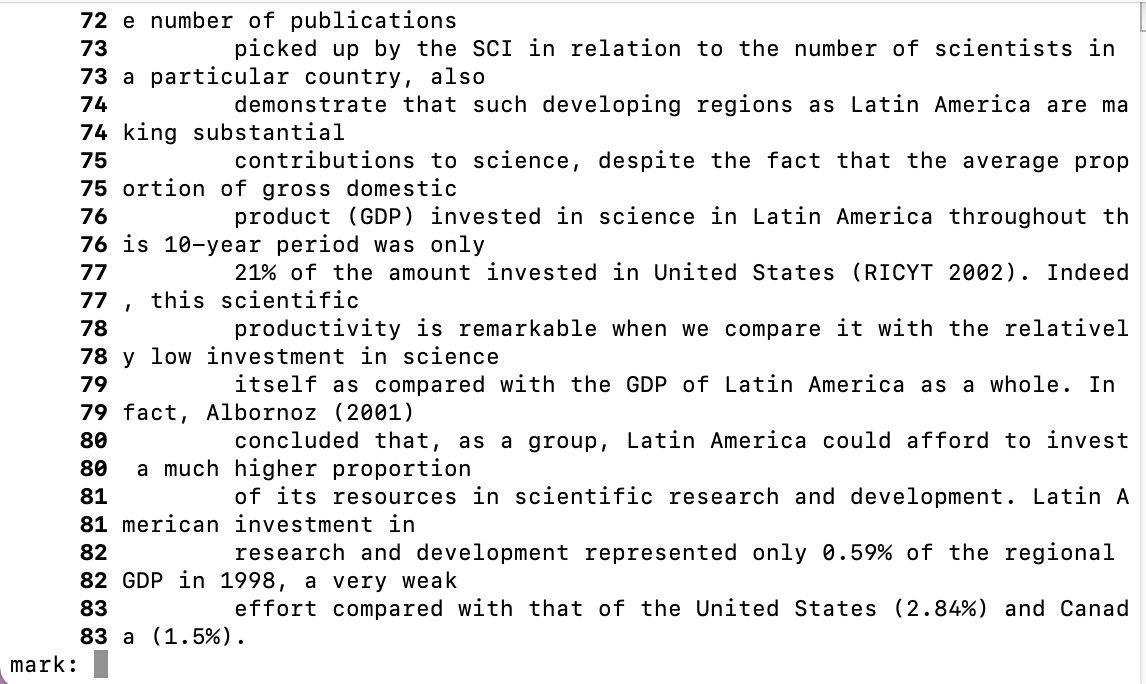 72 e number of publications
73 picked up by the SCI in relation to the number of scientists in
73 a particular country, also
74 demonstrate that such developing regions as Latin America are ma
74 king substantial
75 contributions to science, despite the fact that the average prop
75 ortion of gross domestic
76 product (GDP) invested in science in Latin America throughout th
76 is 10-year period was only
77 21% of the amount invested in United States (RICYT 2002). Indeed
77 , this scientific
78 productivity is remarkable when we compare it with the relativel
78 y low investment in science
79 itself as compared with the GDP of Latin America as a whole. In
79 fact, Albornoz (2001)
80 concluded that, as a group, Latin America could afford to invest
80 a much higher proportion
81 of its resources in scientific research and development. Latin A
81 merican investment in
82 research and development represented only 0.59% of the regional
82 GDP in 1998, a very weak
83 effort compared with that of the United States (2.84%) and Canad
83 a (1.5%).
mark: